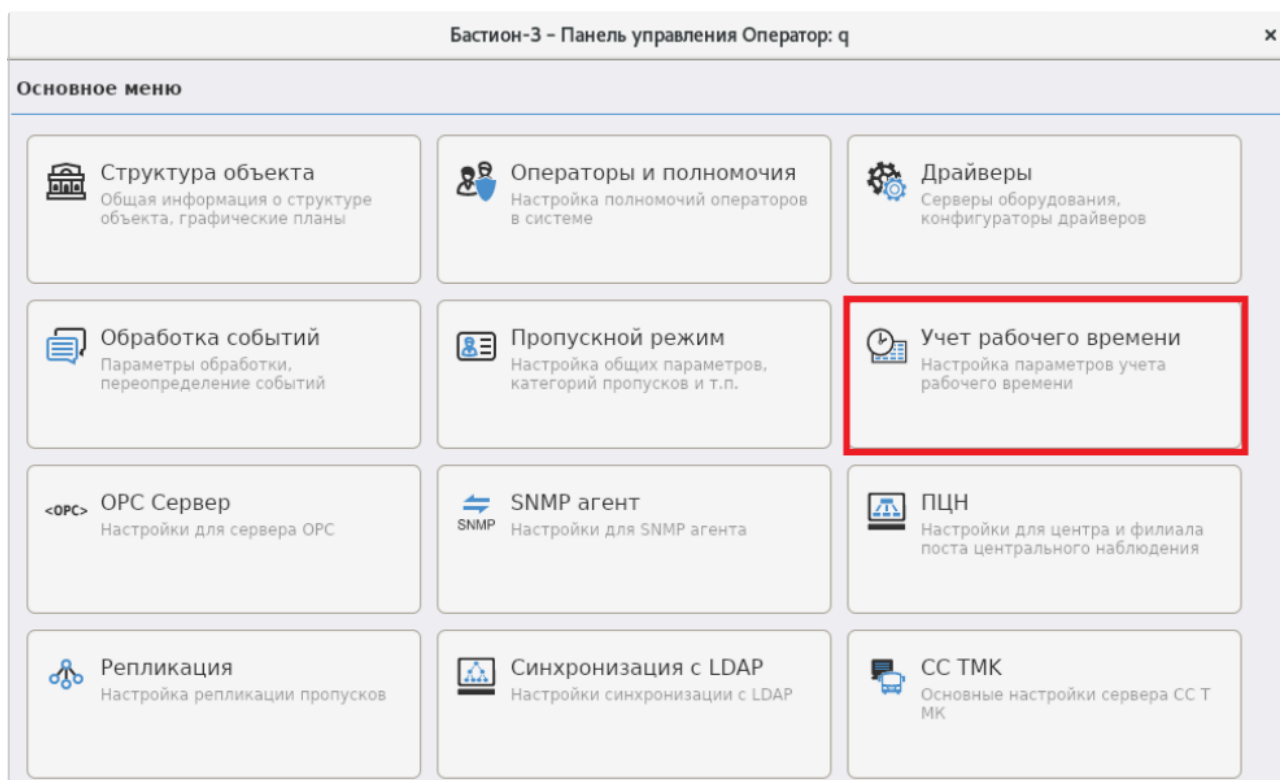 Бастион-3 – Панель управления Оператор: q
×
Основное меню
Структура объекта
Общая информация о структуре
объекта, графические планы
Операторы и полномочия
Настройка полномочий операторов
в системе
Драйверы
Серверы оборудования,
конфигураторы драйверов
Обработка событий
Параметры обработки,
переопределение событий
Пропускной режим
Настройка общих параметров,
категорий пропусков и т.п.
Учет рабочего времени
Настройка параметров учета
рабочего времени
<OPC>
OPC Сервер
Настройки для сервера OPC
SNMP
SNMP агент
Настройки для SNMP агента
ПЦН
Настройки для центра и филиала
поста центрального наблюдения
Репликация
Настройка репликации пропусков
Синхронизация с LDAP
Настройки синхронизации с LDAP
СС ТМК
Основные настройки сервера СС Т
МК